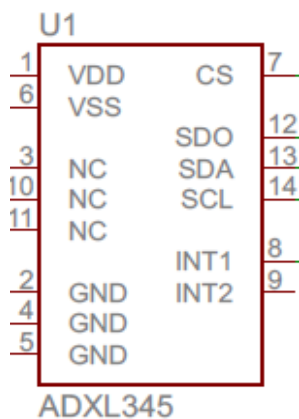 U1
1 VDD CS 7
6 VSS
SDO 12
3 NC SDA 13
10 NC SCL 14
11 NC
INT1 8
2 GND INT2 9
4 GND
5 GND
ADXL345